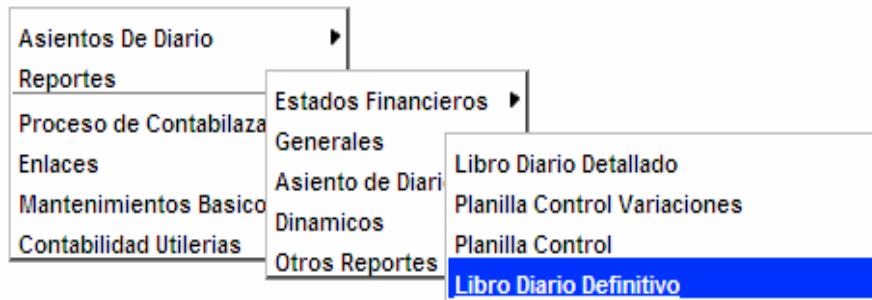 Asientos De Diario
Reportes
Proceso de Contabilaza
Enlaces
Mantenimientos Basico
Contabilidad Utilerias
Estados Financieros
Generales
Asiento de Diari
Dinamicos
Otros Reportes
Libro Diario Detallado
Planilla Control Variaciones
Planilla Control
Libro Diario Definitivo